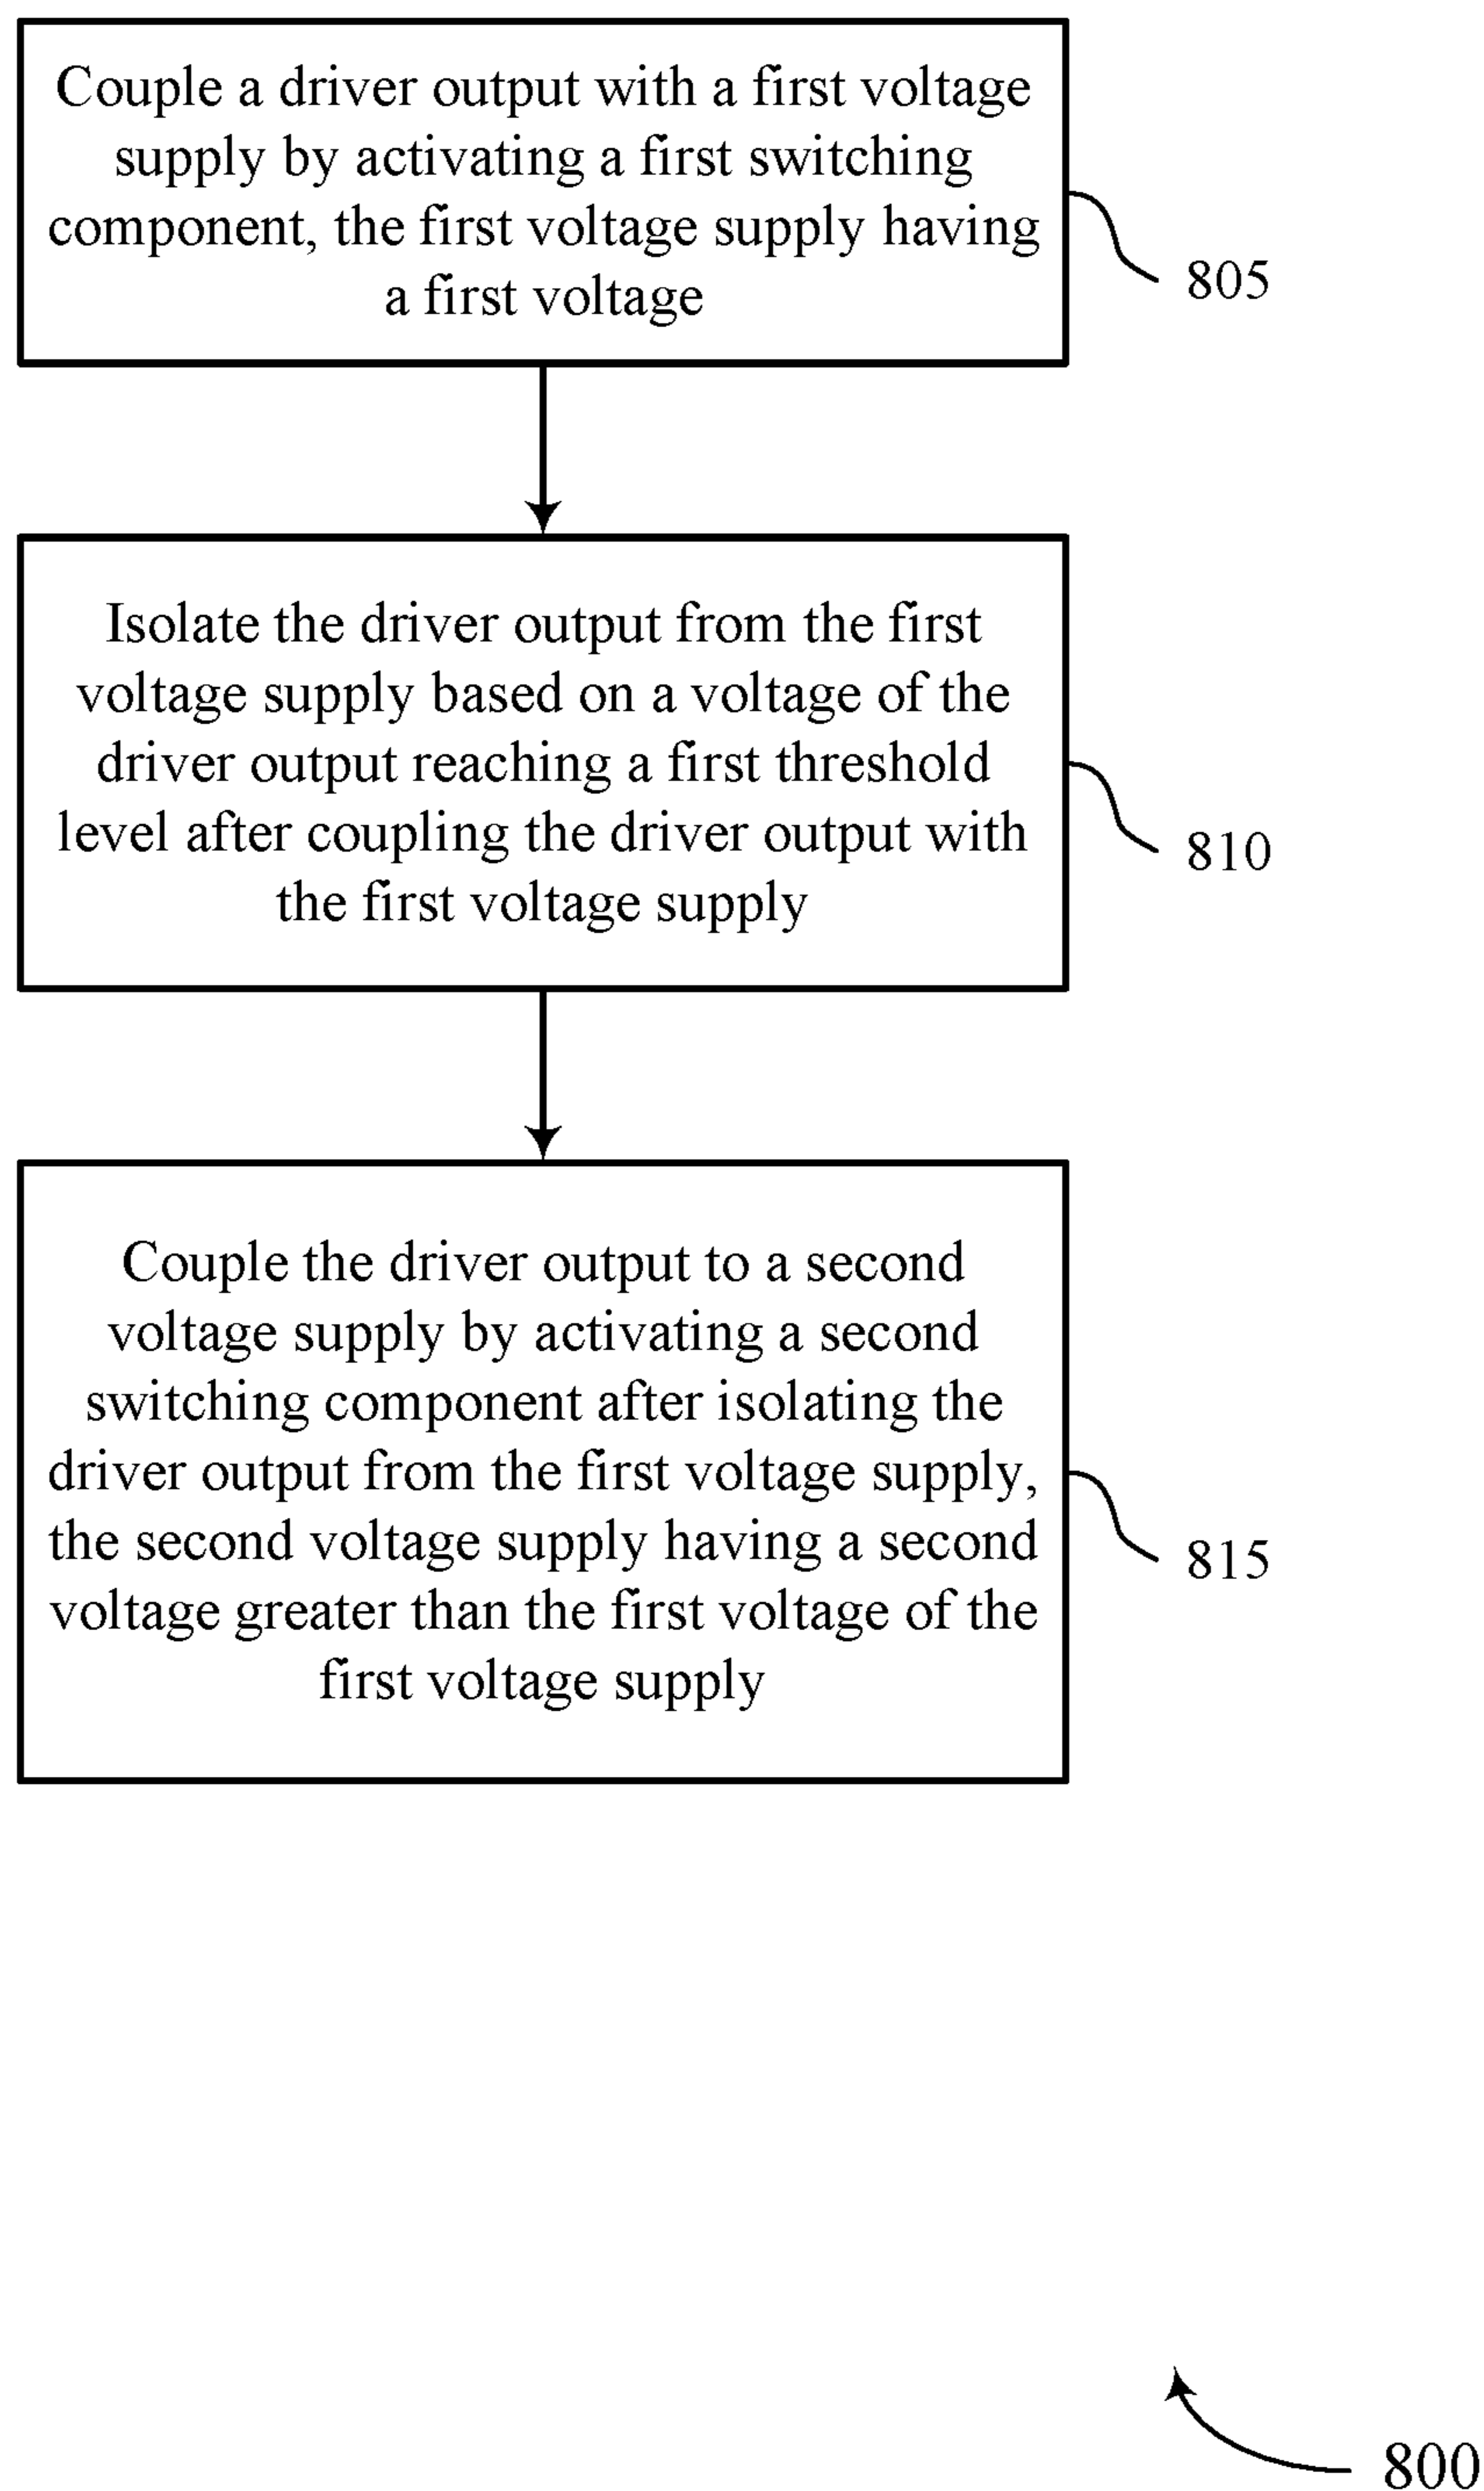 Couple a driver output with a first voltage
supply by activating a first switching
component, the first voltage supply having
a first voltage
805
Isolate the driver output from the first
voltage supply based on a voltage of the
driver output reaching a first threshold
level after coupling the driver output with
the first voltage supply
810
Couple the driver output to a second
voltage supply by activating a second
switching component after isolating the
driver output from the first voltage supply,
the second voltage supply having a second
voltage greater than the first voltage of the
first voltage supply
815
800